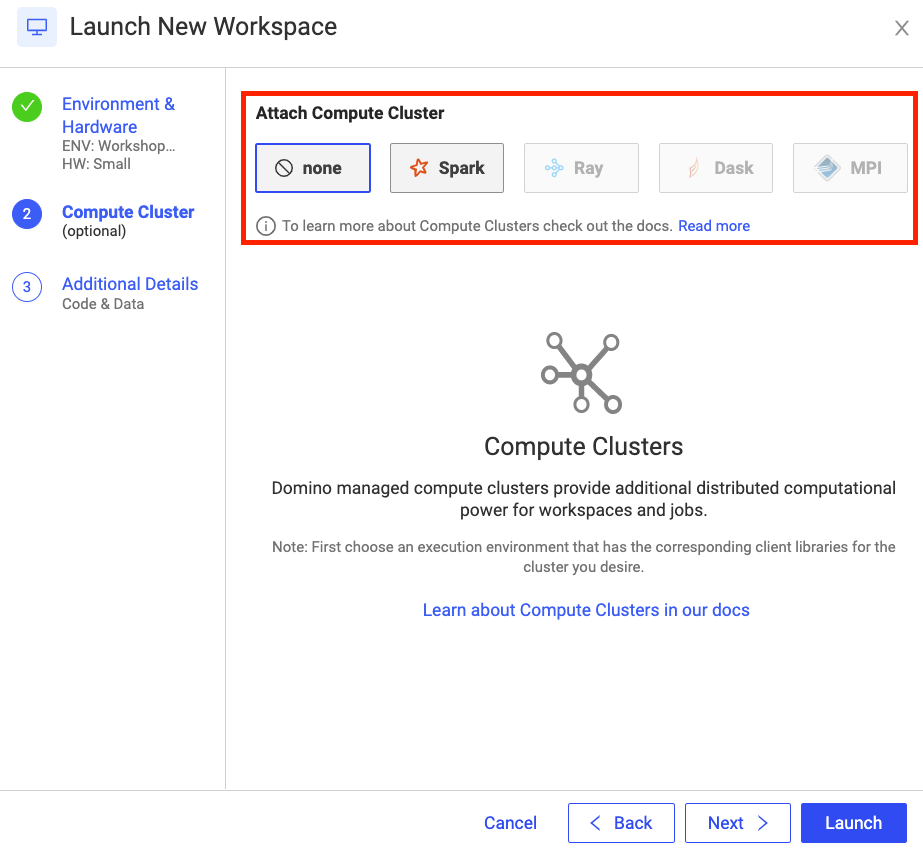 Launch New Workspace
Environment &
Hardware
ENV: Workshop...
HW: Small
2
Compute Cluster
(optional)
3
Additional Details
Code & Data
Attach Compute Cluster
none
Spark
Ray
Dask
MPI
To learn more about Compute Clusters check out the docs. Read more
Compute Clusters
Domino managed compute clusters provide additional distributed computational
power for workspaces and jobs.
Note: First choose an execution environment that has the corresponding client libraries for the
cluster you desire.
Learn about Compute Clusters in our docs
Cancel
Back
Next
Launch